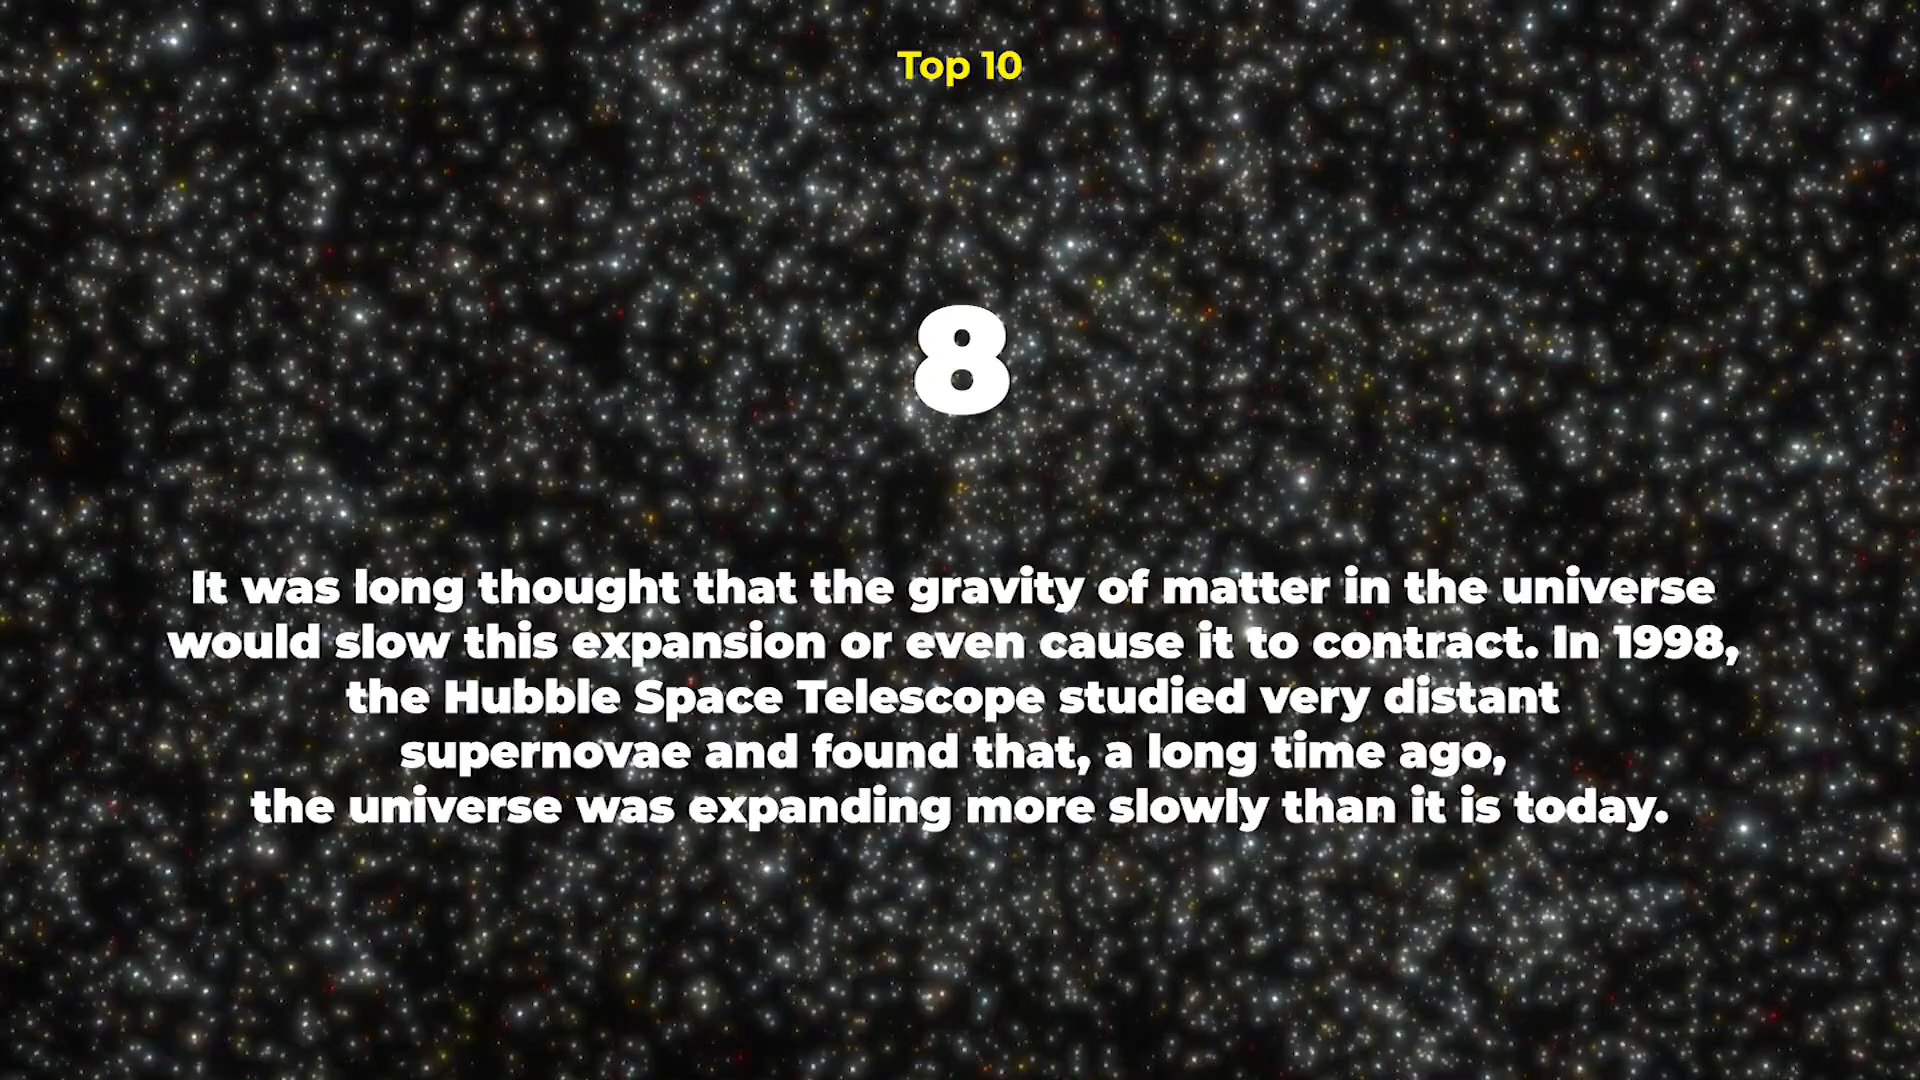 Top 10
8
It was long thought that the gravity of matter in the universe
would slow this expansion or even cause it to contract. In 1998,
the Hubble Space Telescope studied very distant
supernovae and found that, a long time ago,
the universe was expanding more slowly than it is today.